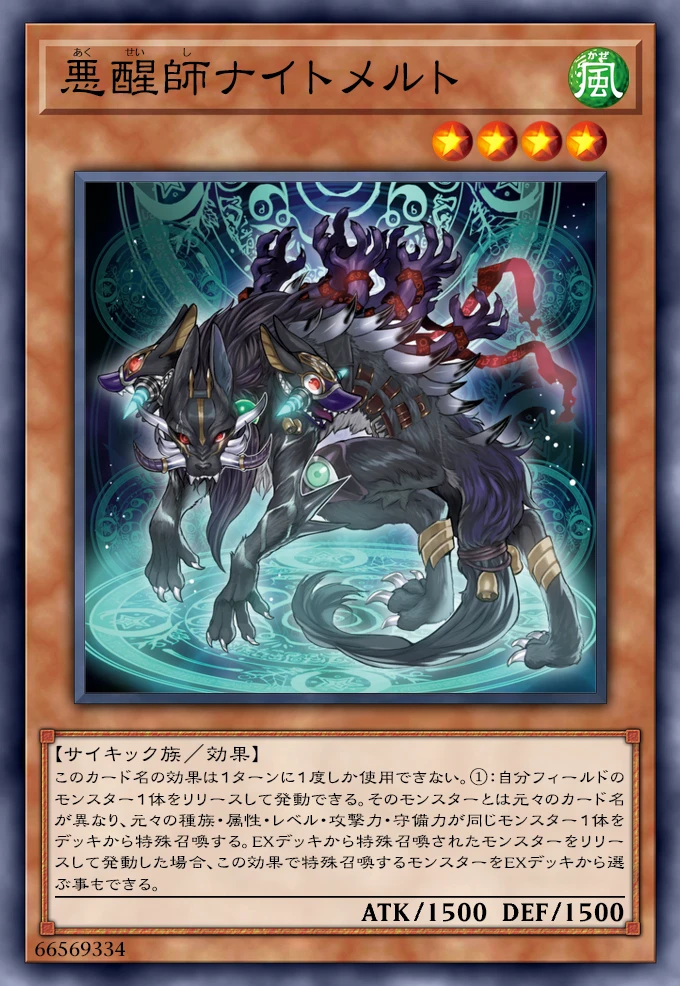 あくせいし
悪醒師ナイトメルト
かぜ
風
【サイキック族／効果】
このカード名の効果は１ターンに１度しか使用できない。①：自分フィールドの
モンスター１体をリリースして発動できる。そのモンスターとは元々のカード名
が異なり、元々の種族・属性・レベル・攻撃力・守備力が同じモンスター１体を
デッキから特殊召喚する。EXデッキから特殊召喚されたモンスターをリリー
スして発動した場合、この効果で特殊召喚するモンスターをEXデッキから選
ぶ事もできる。
ATK/1500 DEF/1500
66569334